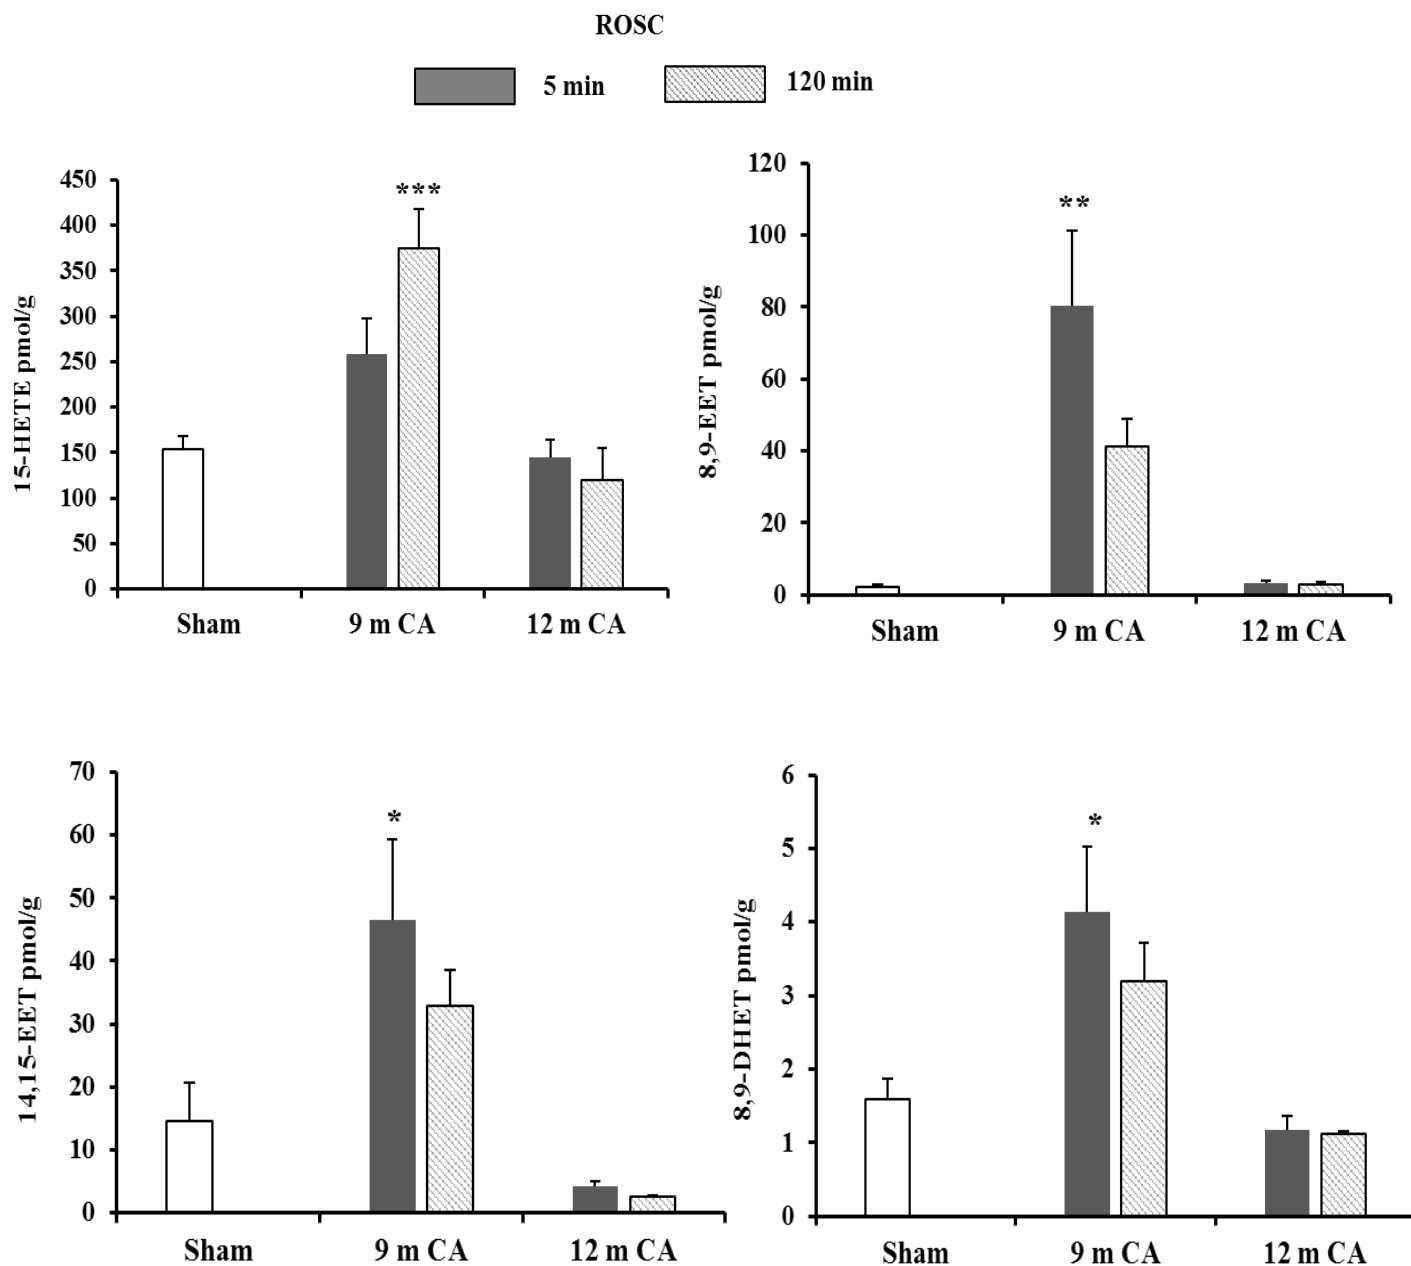 ROSC
5 min
120 min
15-HETE pmol/g
450
400
350
300
250
200
150
100
50
0
***
Sham
9 m CA
12 m CA
8,9-EET pmol/g
120
100
80
60
40
20
0
**
Sham
9 m CA
12 m CA
14,15-EET pmol/g
70
60
50
40
30
20
10
0
*
Sham
9 m CA
12 m CA
8,9-DHET pmol/g
6
5
4
3
2
1
0
*
Sham
9 m CA
12 m CA